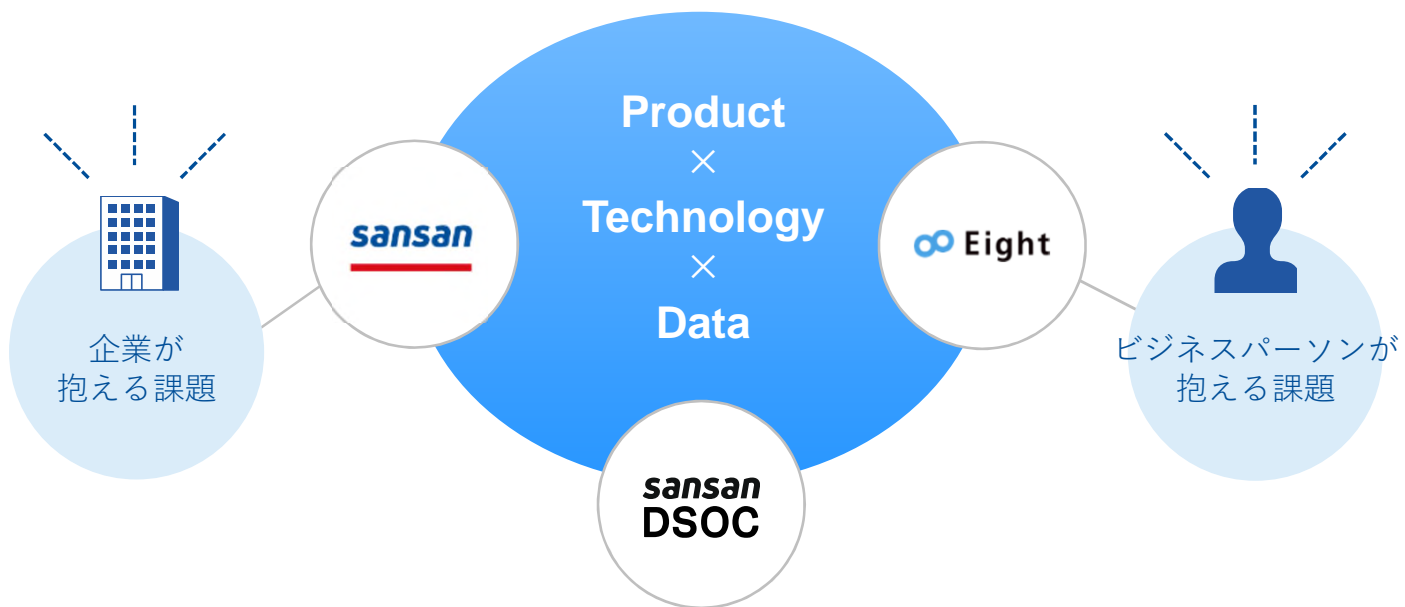 Product
×
Technology
×
Data
sansan
Eight
企業が
抱える課題
ビジネスパーソンが
抱える課題
sansan
DSOC